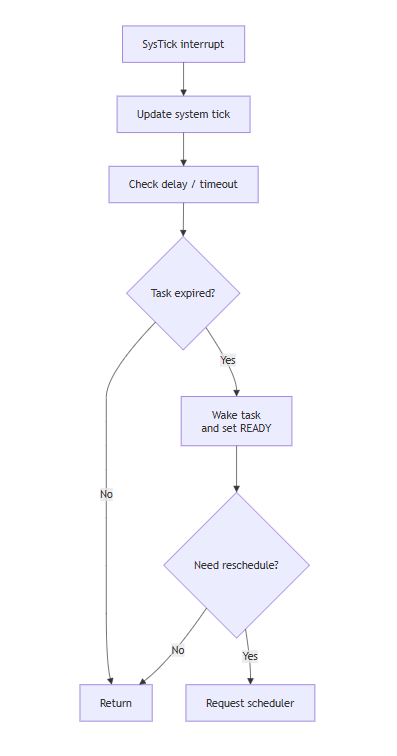 SysTick interrupt
Update system tick
Check delay / timeout
Task expired?
Yes
Wake task
and set READY
No
Need reschedule?
No
Yes
Return
Request scheduler